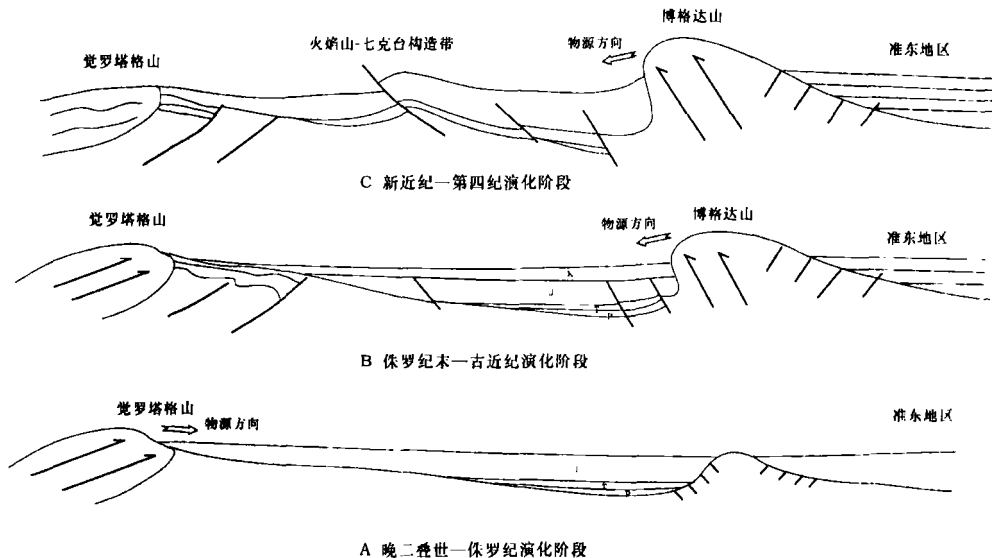 博格达山
火焰山-七克台构造带
物源方向
准东地区
觉罗塔格山
C 新近纪—第四纪演化阶段
觉罗塔格山
博格达山
物源方向
准东地区
K
J
T
P
B 侏罗纪末—古近纪演化阶段
觉罗塔格山
物源方向
准东地区
J
T
P
A 晚二叠世—侏罗纪演化阶段